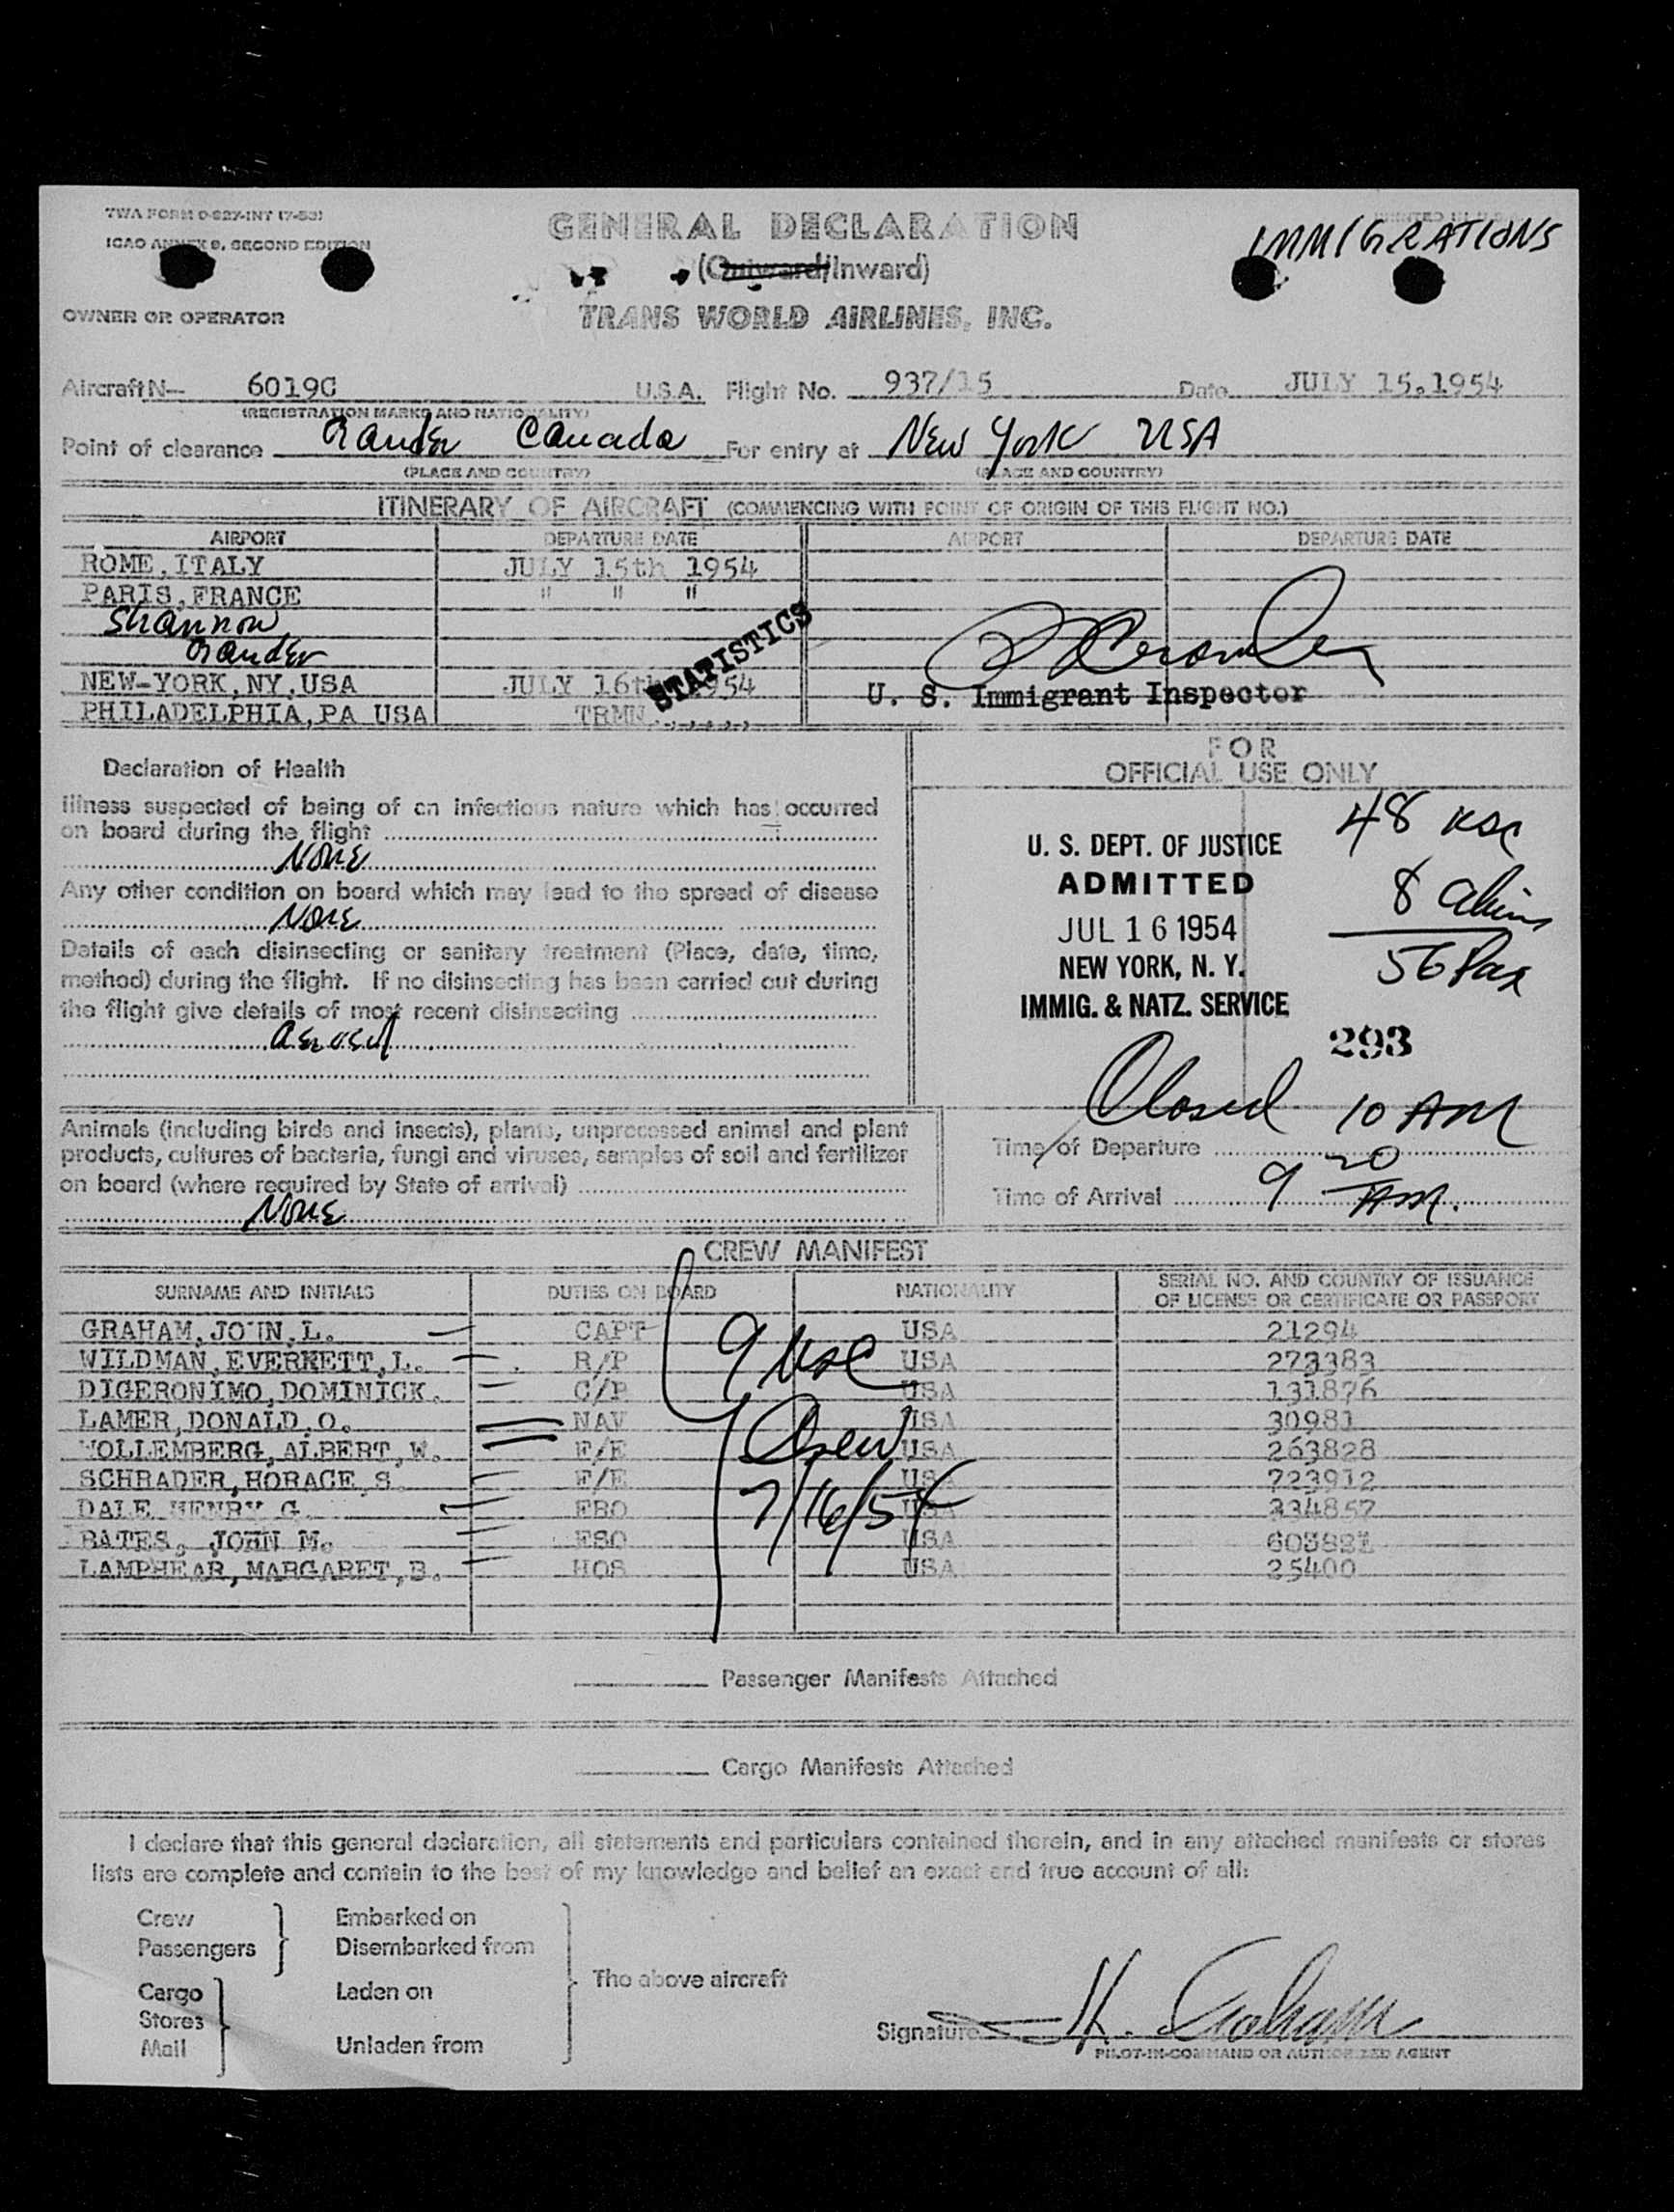 TWA FORM O-827-INT (7-53)
ICAO ANNEX 9, SECOND EDITION
GENERAL DECLARATION
(Outward/Inward)
IMMIGRATIONS
OWNER OR OPERATOR
TRANS WORLD AIRLINES, INC.
Aircraft N— 6019C U.S.A. Flight No. 937/15 Date JULY 15.1954
(REGISTRATION MARKS AND NATIONALITY)
Point of clearance Gander Canada For entry at New York USA
(PLACE AND COUNTRY) (PLACE AND COUNTRY)
ITINERARY OF AIRCRAFT (COMMENCING WITH POINT OF ORIGIN OF THIS FLIGHT NO.)
AIRPORT DEPARTURE DATE AIRPORT DEPARTURE DATE
ROME, ITALY JULY 15th 1954
PARIS, FRANCE " " "
Shannon
Gander
NEW-YORK, NY, USA JULY 16th 1954
STATISTICS
U. S. Immigrant Inspector
PHILADELPHIA, PA USA TRMN
Declaration of Health
Illness suspected of being of an infectious nature which has occurred
on board during the flight
None
Any other condition on board which may lead to the spread of disease
None
Details of each disinsecting or sanitary treatment (Place, date, time,
method) during the flight. If no disinsecting has been carried out during
the flight give details of most recent disinsecting
aerosol
FOR
OFFICIAL USE ONLY
48 USC
8 aliens
56 Pax
U. S. DEPT. OF JUSTICE
ADMITTED
JUL 16 1954
NEW YORK, N. Y.
IMMIG. & NATZ. SERVICE
293
Closed 10 AM
Animals (including birds and insects), plants, unprocessed animal and plant
products, cultures of bacteria, fungi and viruses, samples of soil and fertilizer
on board (where required by State of arrival)
None
Time of Departure
Time of Arrival 9 20 AM.
CREW MANIFEST
SURNAME AND INITIALS DUTIES ON BOARD NATIONALITY SERIAL NO. AND COUNTRY OF ISSUANCE
OF LICENSE OR CERTIFICATE OR PASSPORT
GRAHAM, JOHN, L. CAPT USA 21294
WILDMAN, EVERRETT, L. R/P USA 273383
DIGERONIMO, DOMINICK. C/P USA 131876
LAMER, DONALD, O. NAV USA 30981
WOLLEMBERG, ALBERT, W. F/E USA 263828
SCHRADER, HORACE, S. F/E USA 723912
DALE HENRY G. FBO USA 334857
BATES, JOHN M. FSO USA
LAMPHEAR, MARGARET, B. HOS USA 25400
9 USC
Crew
7/16/54
Passenger Manifests Attached
Cargo Manifests Attached
I declare that this general declaration, all statements and particulars contained therein, and in any attached manifests or stores
lists are complete and contain to the best of my knowledge and belief an exact and true account of all:
Crew
Passengers
Embarked on
Disembarked from
Cargo
Stores
Mail
Laden on
Unladen from
The above aircraft
Signature H. Graham
PILOT-IN-COMMAND OR AUTHORIZED AGENT